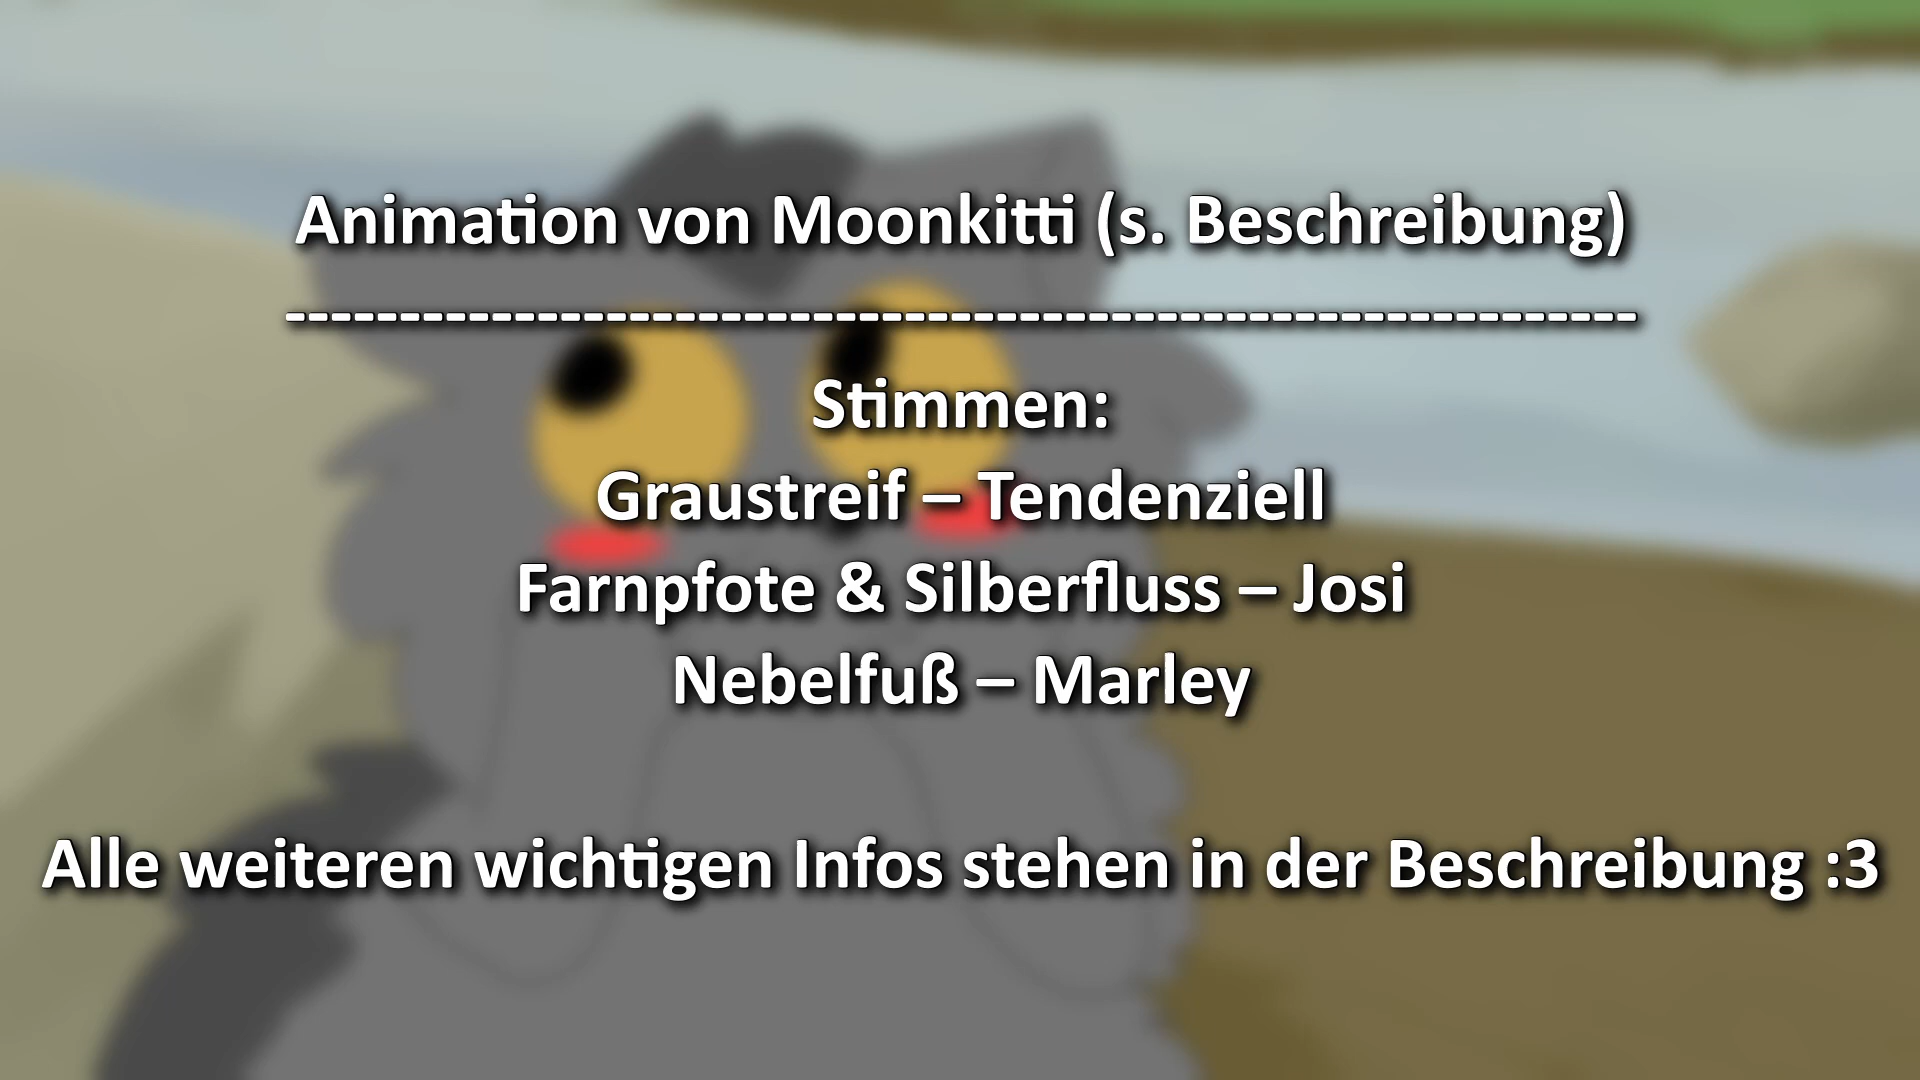 Animation von Moonkitti (s. Beschreibung)
-----------------------------------------------------------
Stimmen:
Graustreif – Tendenziell
Farnpfote & Silberfluss – Josi
Nebelfuß – Marley
Alle weiteren wichtigen Infos stehen in der Beschreibung :3